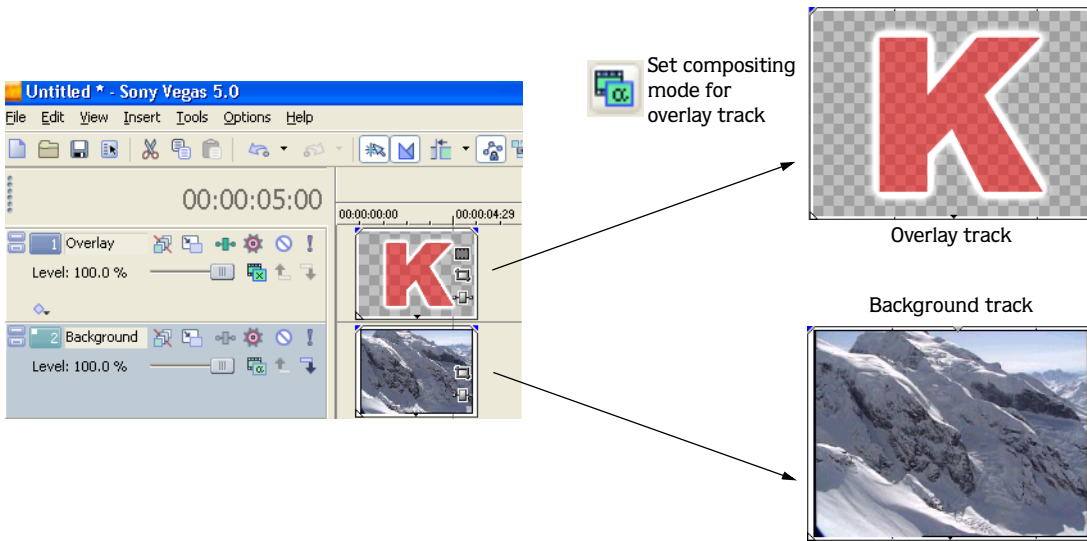 Untitled * - Sony Vegas 5.0
File Edit View Insert Tools Options Help
00:00:05:00
00:00:00:00 00:00:04:29
1 Overlay
Level: 100.0 %
K
2 Background
Level: 100.0 %
α
Set compositing
mode for
overlay track
K
Overlay track
Background track